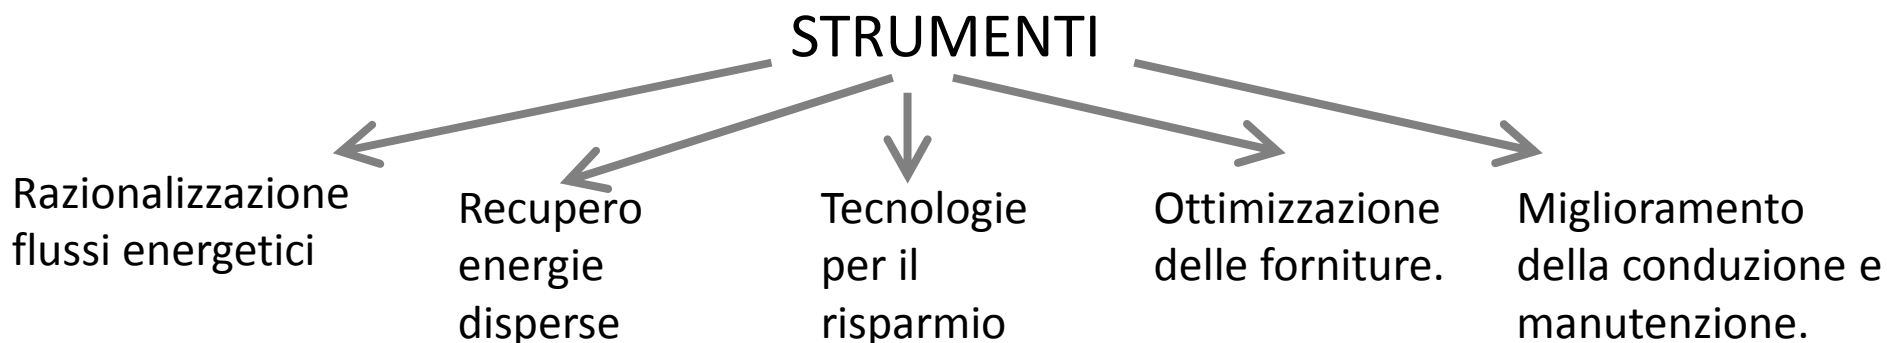 STRUMENTI
Razionalizzazione
flussi energetici
Recupero
energie
disperse
Tecnologie
per il
risparmio
Ottimizzazione
delle forniture.
Miglioramento
della conduzione e
manutenzione.